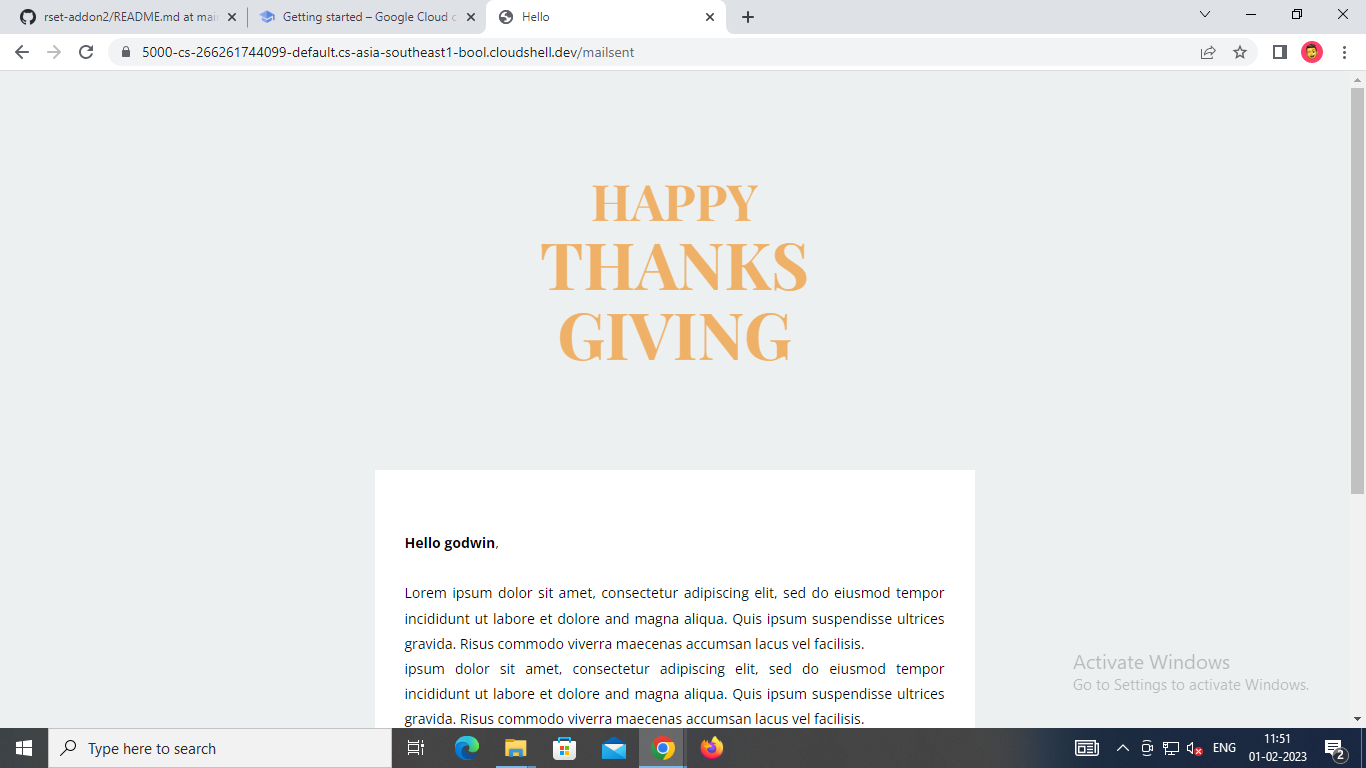 rset-addon2/README.md at mai
Getting started – Google Cloud c
Hello
5000-cs-266261744099-default.cs-asia-southeast1-bool.cloudshell.dev/mailsent
HAPPY
THANKS
GIVING
Hello godwin,
Lorem ipsum dolor sit amet, consectetur adipiscing elit, sed do eiusmod tempor
incididunt ut labore et dolore and magna aliqua. Quis ipsum suspendisse ultrices
gravida. Risus commodo viverra maecenas accumsan lacus vel facilisis.
ipsum dolor sit amet, consectetur adipiscing elit, sed do eiusmod tempor
incididunt ut labore et dolore and magna aliqua. Quis ipsum suspendisse ultrices
gravida. Risus commodo viverra maecenas accumsan lacus vel facilisis.
Activate Windows
Go to Settings to activate Windows.
Type here to search
ENG
11:51
01-02-2023
2